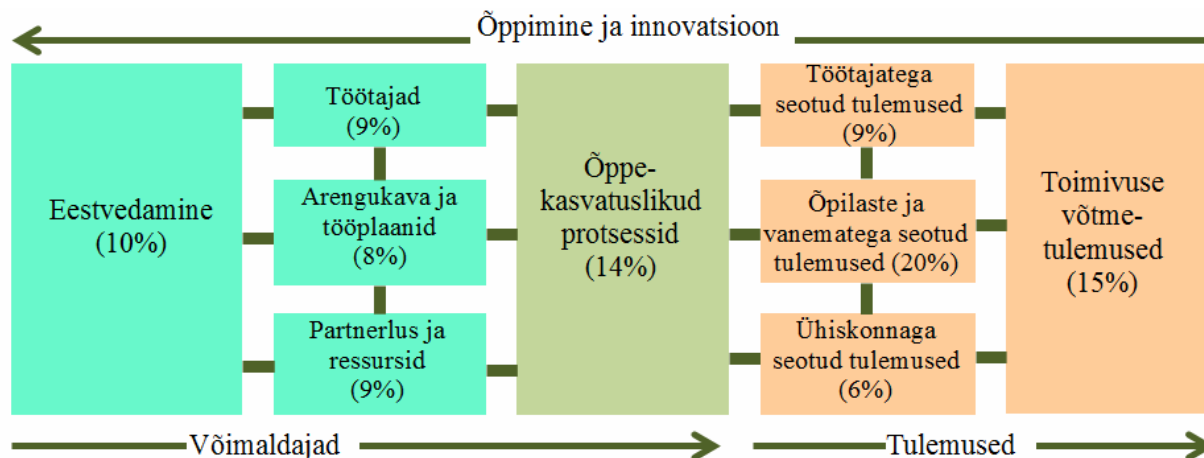 Õppimine ja innovatsioon
Eestvedamine
(10%)
Töötajad
(9%)
Arengukava ja
tööplaanid
(8%)
Partnerlus ja
ressursid
(9%)
Õppe-
kasvatuslikud
protsessid
(14%)
Töötajatega
seotud tulemused
(9%)
Õpilaste ja
vanematega seotud
tulemused (20%)
Ühiskonnaga
seotud tulemused
(6%)
Toimivuse
võtme-
tulemused
(15%)
Võimaldajad
Tulemused